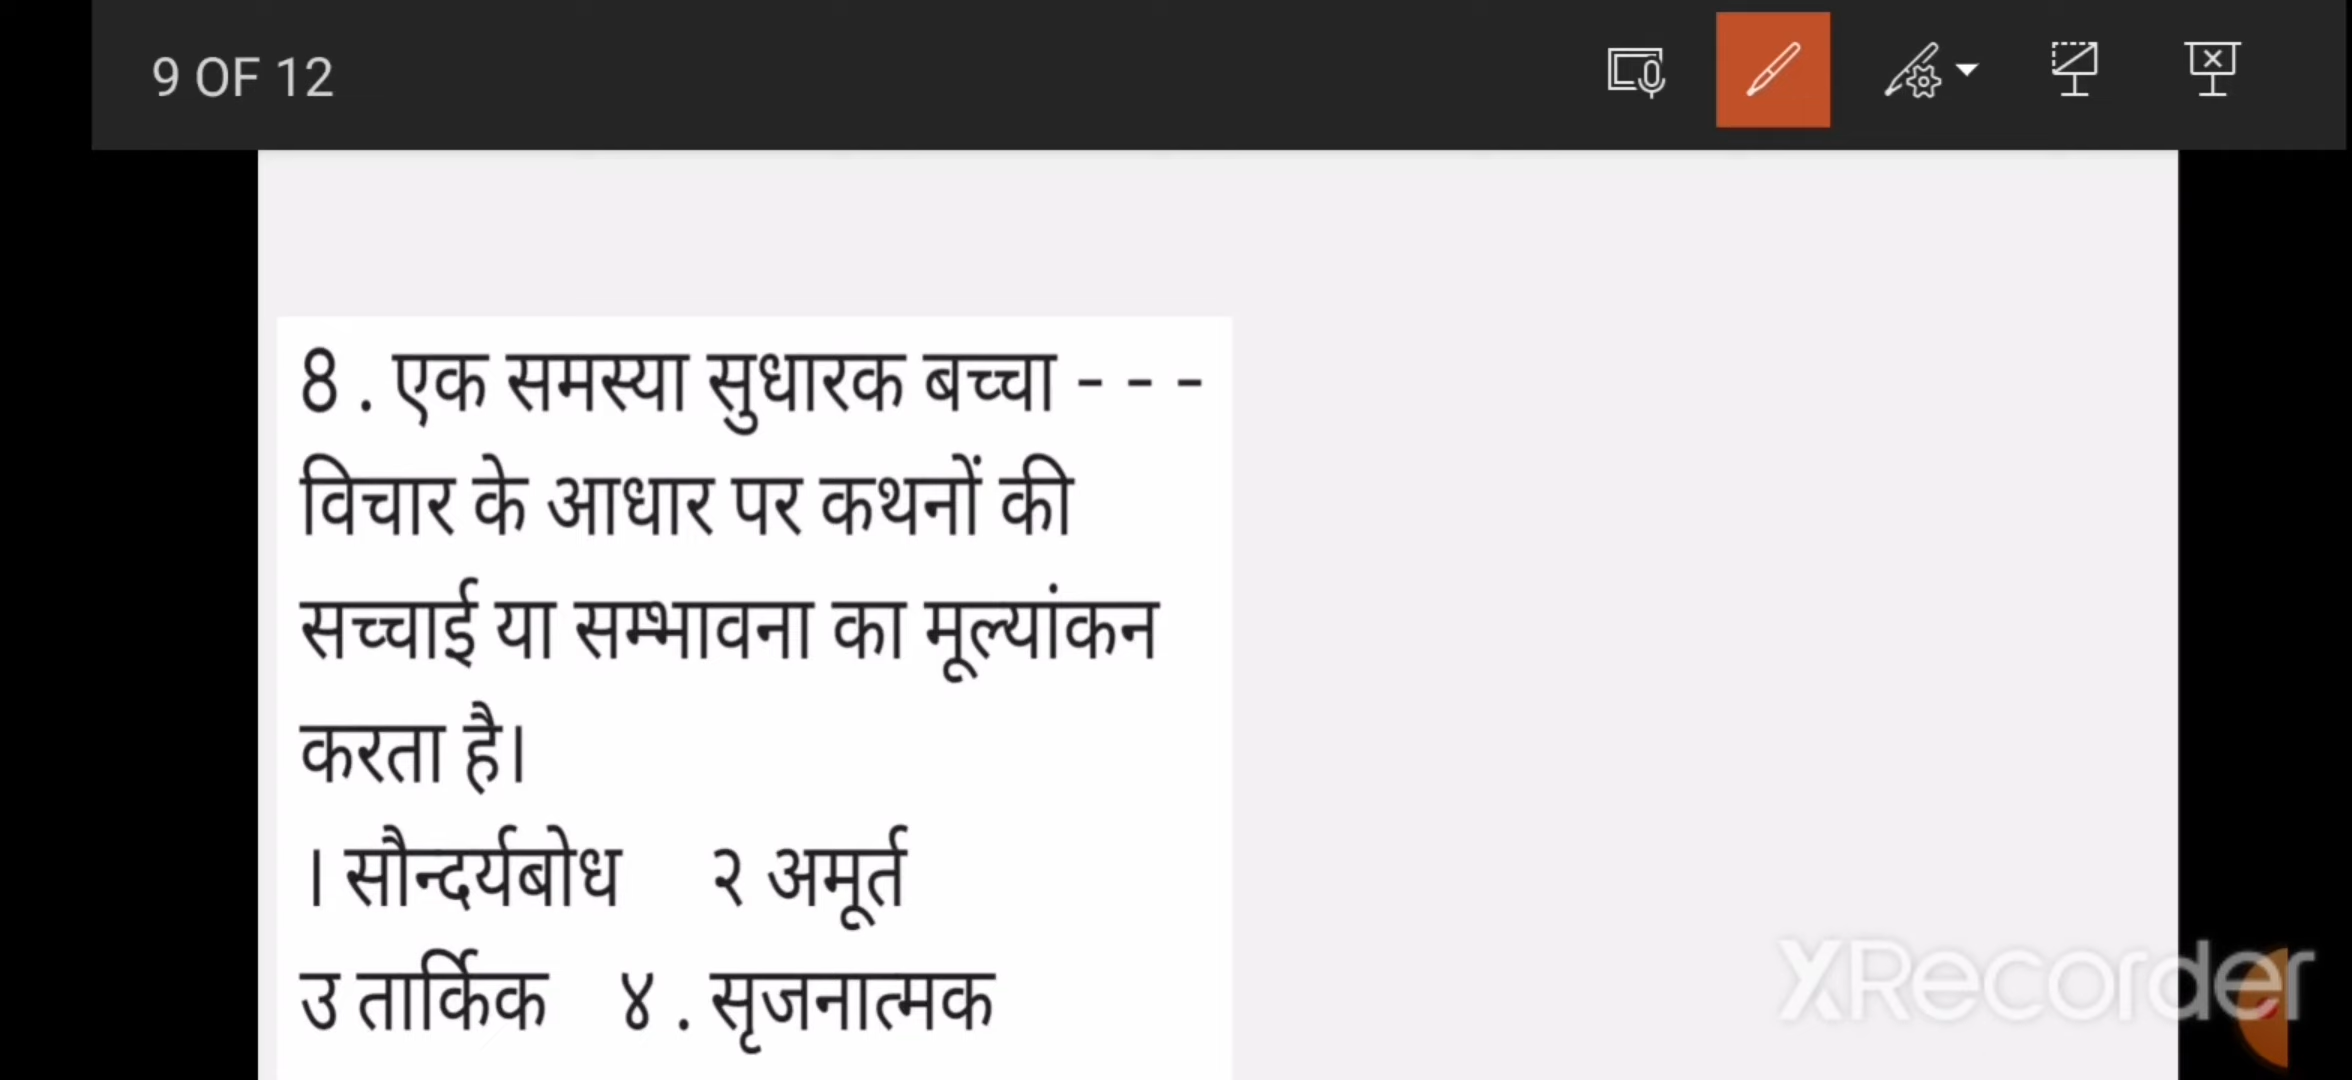 9 OF 12
8 . एक समस्या सुधारक बच्चा - - -
विचार के आधार पर कथनों की
सच्चाई या सम्भावना का मूल्यांकन
करता है।
। सौन्दर्यबोध २ अमूर्त
उ तार्किक ४ . सृजनात्मक
XRecorder